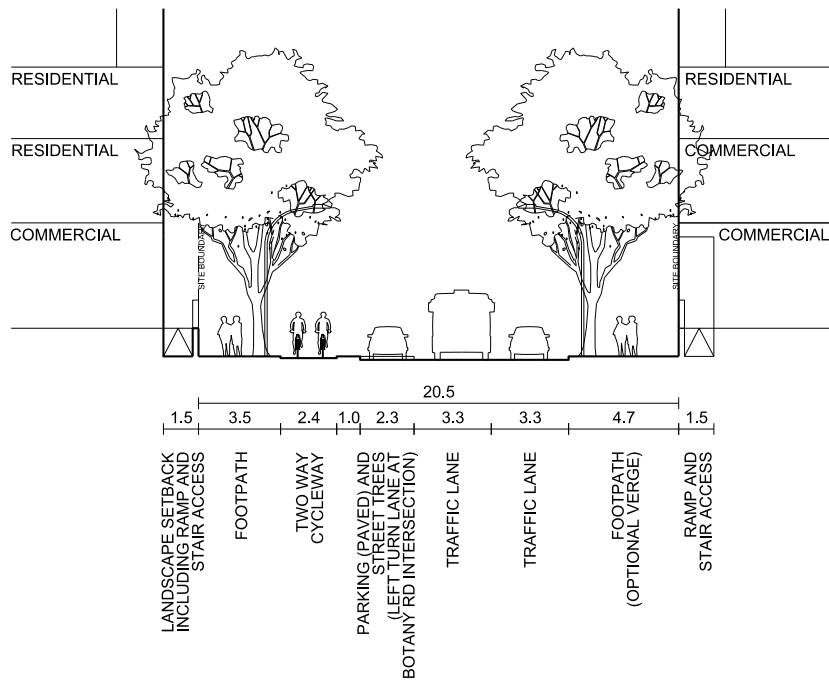 RESIDENTIAL
RESIDENTIAL
COMMERCIAL
SITE BOUNDARY
RESIDENTIAL
COMMERCIAL
COMMERCIAL
SITE BOUNDARY
20.5
1.5 3.5 2.4 1.0 2.3 3.3 3.3 4.7 1.5
LANDSCAPE SETBACK
INCLUDING RAMP AND
STAIR ACCESS
FOOTPATH
TWO WAY
CYCLEWAY
PARKING (PAVED) AND
STREET TREES
(LEFT TURN LANE AT
BOTANY RD INTERSECTION)
TRAFFIC LANE
TRAFFIC LANE
FOOTPATH
(OPTIONAL VERGE)
RAMP AND
STAIR ACCESS